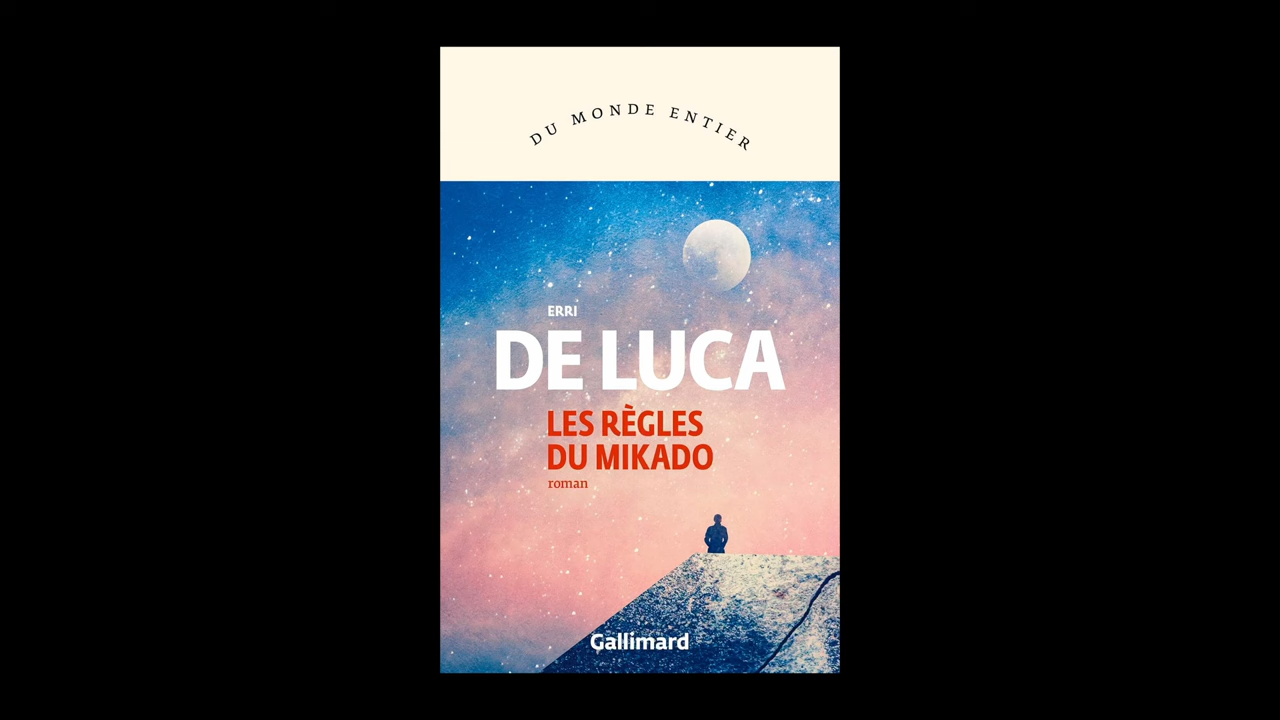 DU MONDE ENTIER
ERRI
DE LUCA
LES RÈGLES
DU MIKADO
roman
Gallimard